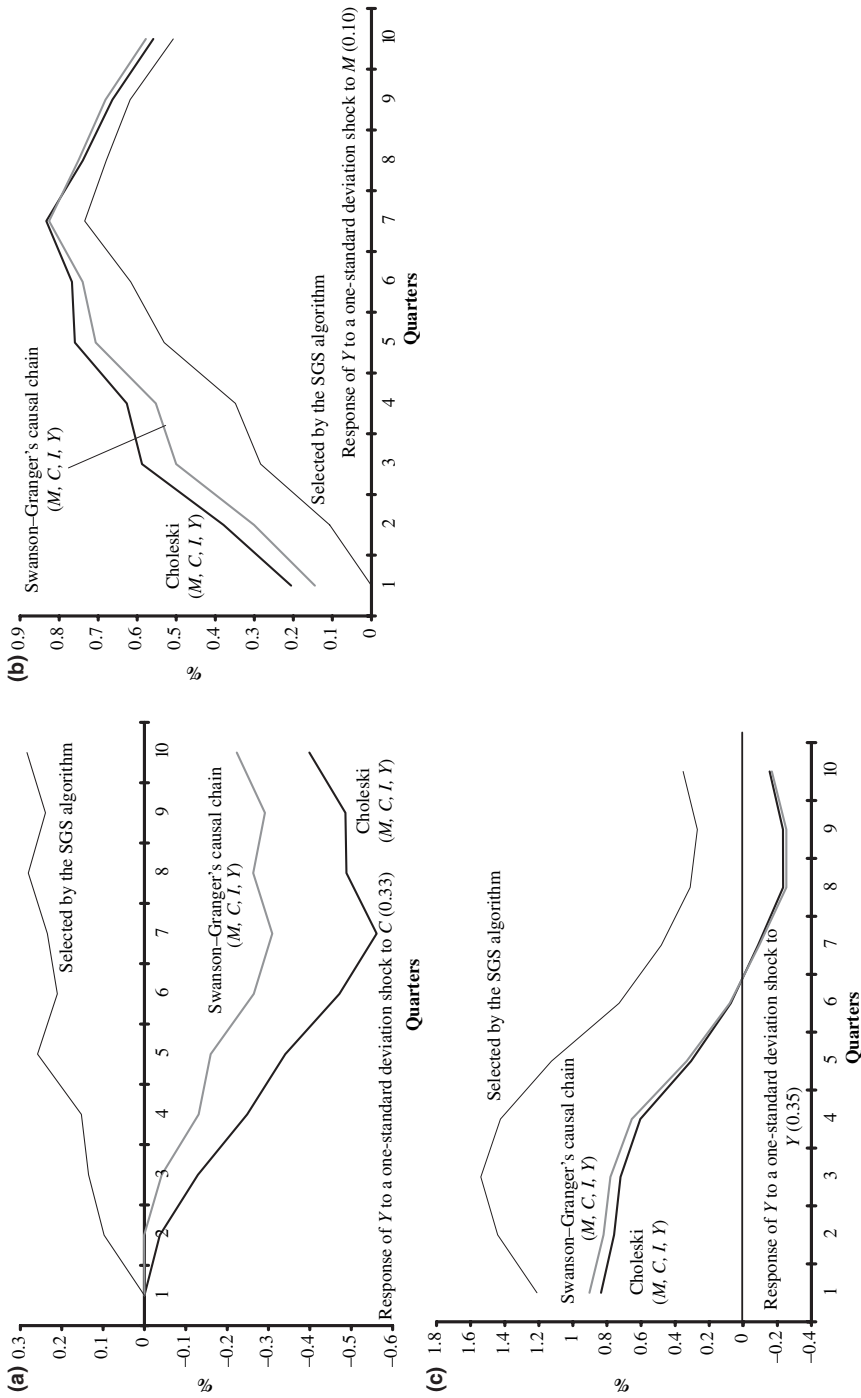 (a)
0.3
0.2
0.1
0
–0.1
–0.2
–0.3
–0.4
–0.5
–0.6
%
1
2
3
4
5
6
7
8
9
10
Selected by the SGS algorithm
Swanson–Granger's causal chain
(M, C, I, Y)
Choleski
(M, C, I, Y)
Response of Y to a one-standard deviation shock to C (0.33)
Quarters
(b)
0.9
0.8
0.7
0.6
0.5
0.4
0.3
0.2
0.1
0
%
Swanson–Granger's causal chain
(M, C, I, Y)
Choleski
(M, C, I, Y)
Selected by the SGS algorithm
Response of Y to a one-standard deviation shock to M (0.10)
1
2
3
4
5
6
7
8
9
10
Quarters
(c)
1.8
1.6
1.4
1.2
1
0.8
0.6
0.4
0.2
0
–0.2
–0.4
%
Selected by the SGS algorithm
Swanson–Granger's causal chain
(M, C, I, Y)
Choleski
(M, C, I, Y)
Response of Y to a one-standard deviation shock to
Y (0.35)
1
2
3
4
5
6
7
8
9
10
Quarters